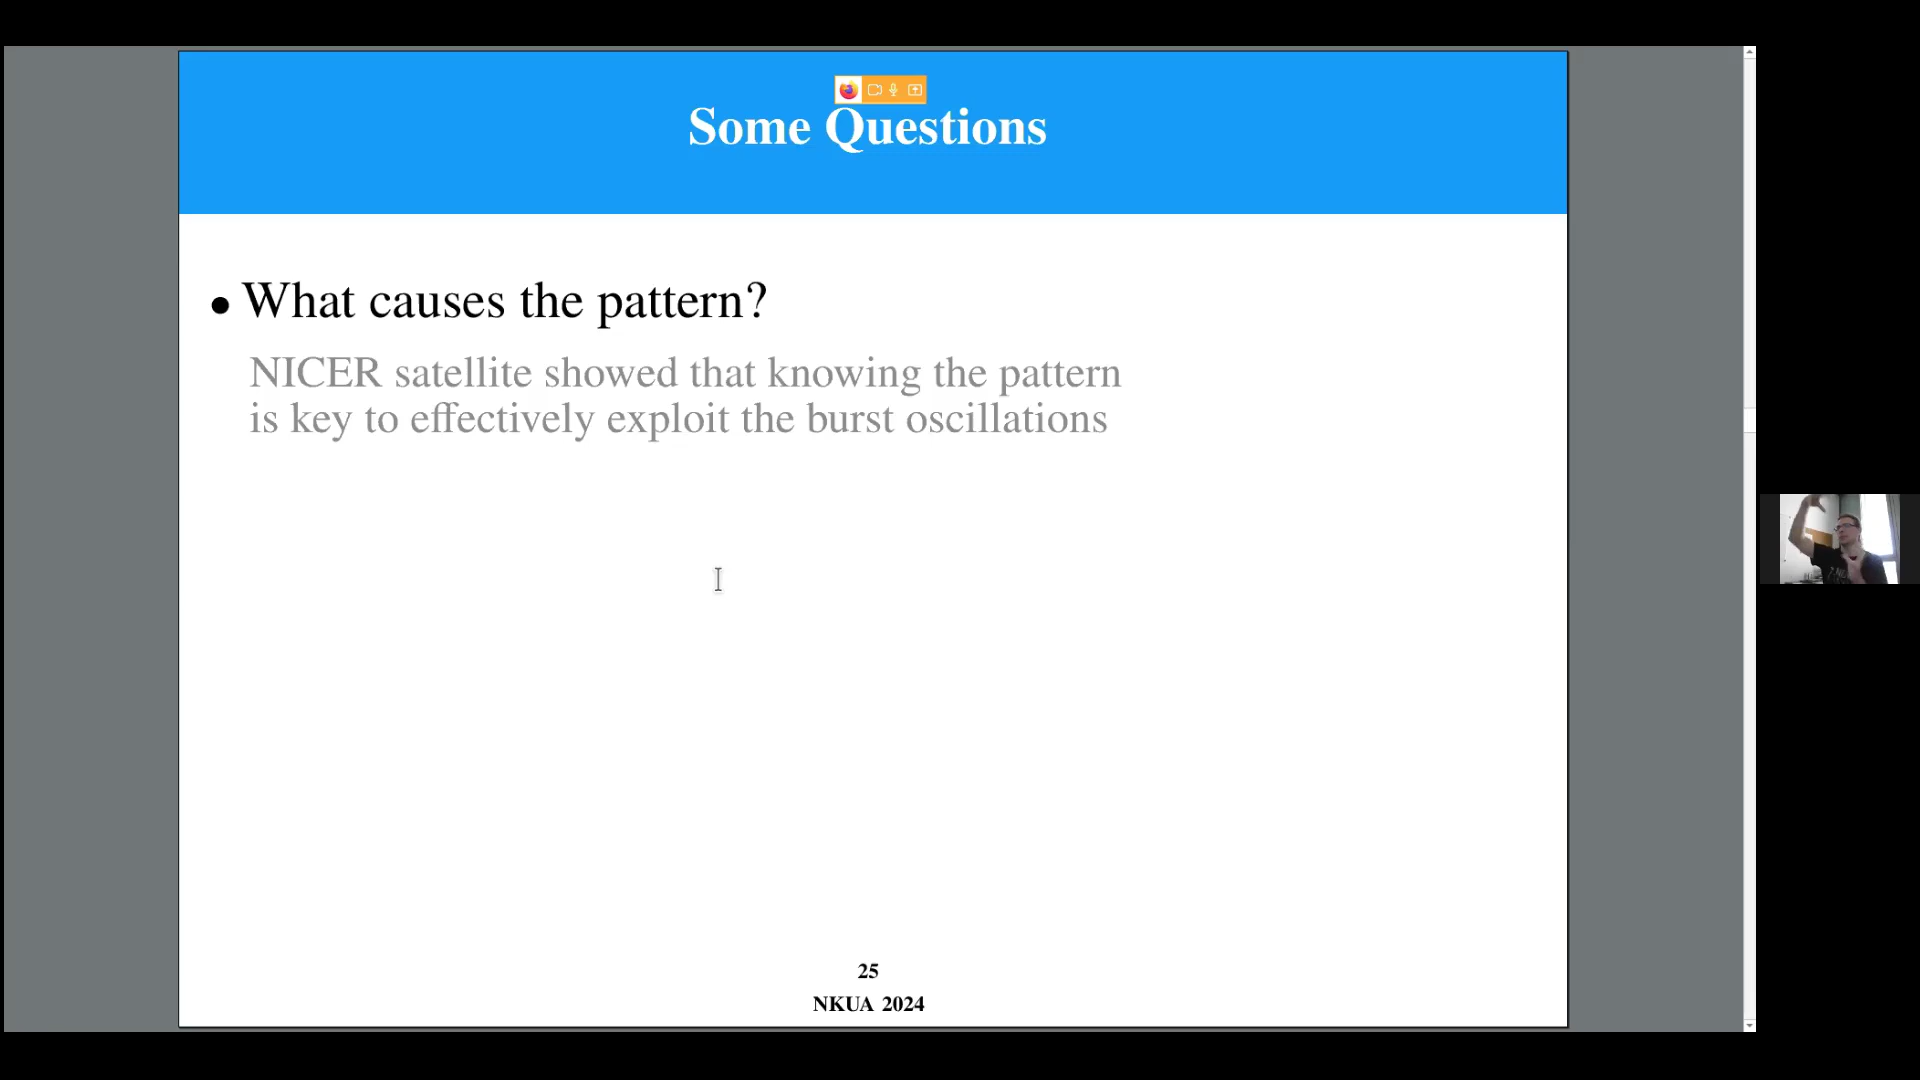 Some Questions
• What causes the pattern?
NICER satellite showed that knowing the pattern
is key to effectively exploit the burst oscillations
25
NKUA 2024